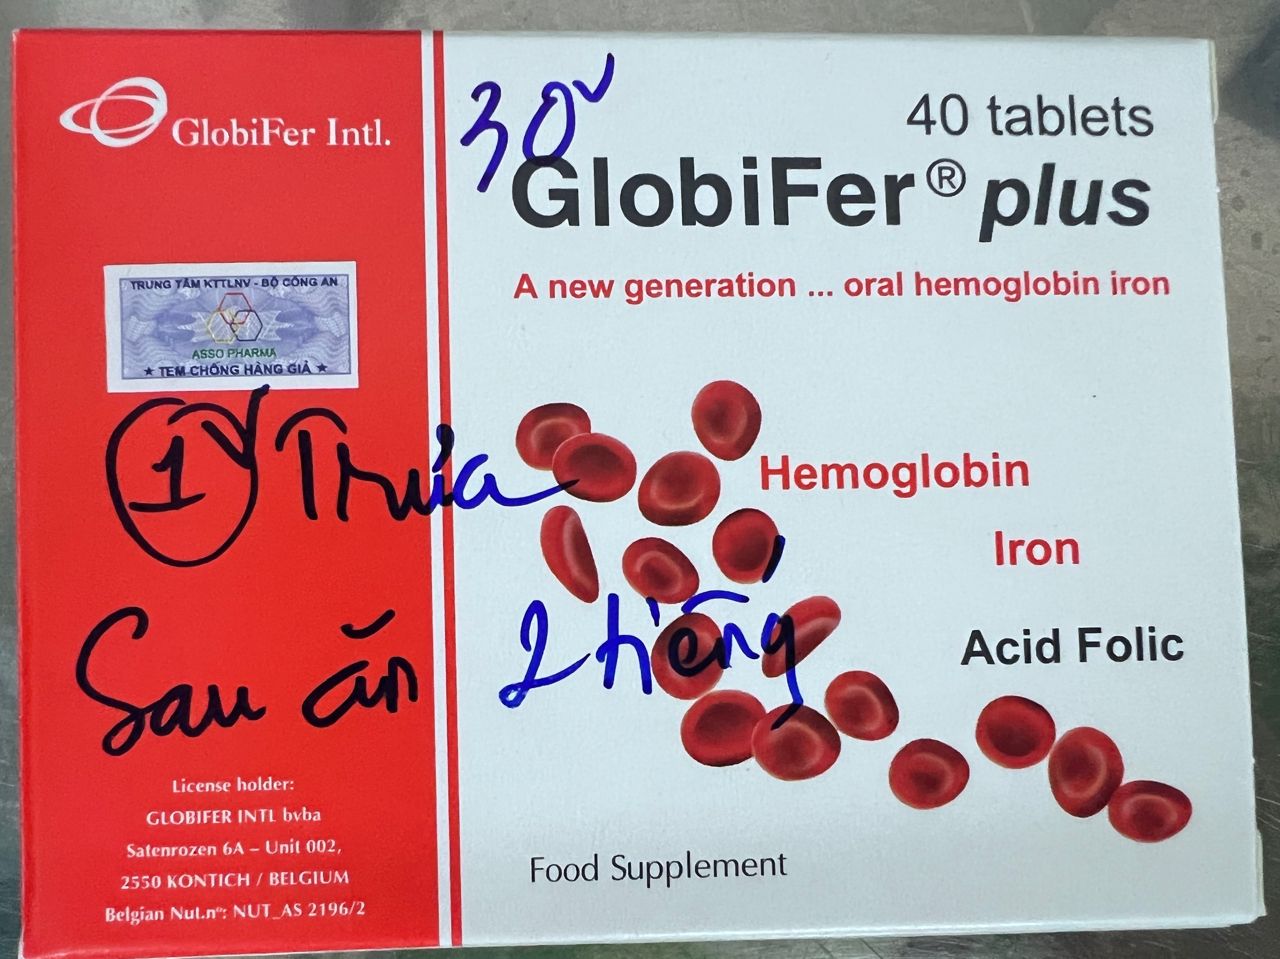 GlobiFer Intl.
30v
40 tablets
GlobiFer® plus
A new generation ... oral hemoglobin iron
TRUNG TÂM KTTLNV - BỘ CÔNG AN
ASSO PHARMA
★ TEM CHỐNG HÀNG GIẢ ★
1v Trưa
Sau ăn 2 tiếng
Hemoglobin
Iron
Acid Folic
License holder:
GLOBIFER INTL bvba
Satenrozen 6A – Unit 002,
2550 KONTICH / BELGIUM
Belgian Nut.nº: NUT_AS 2196/2
Food Supplement